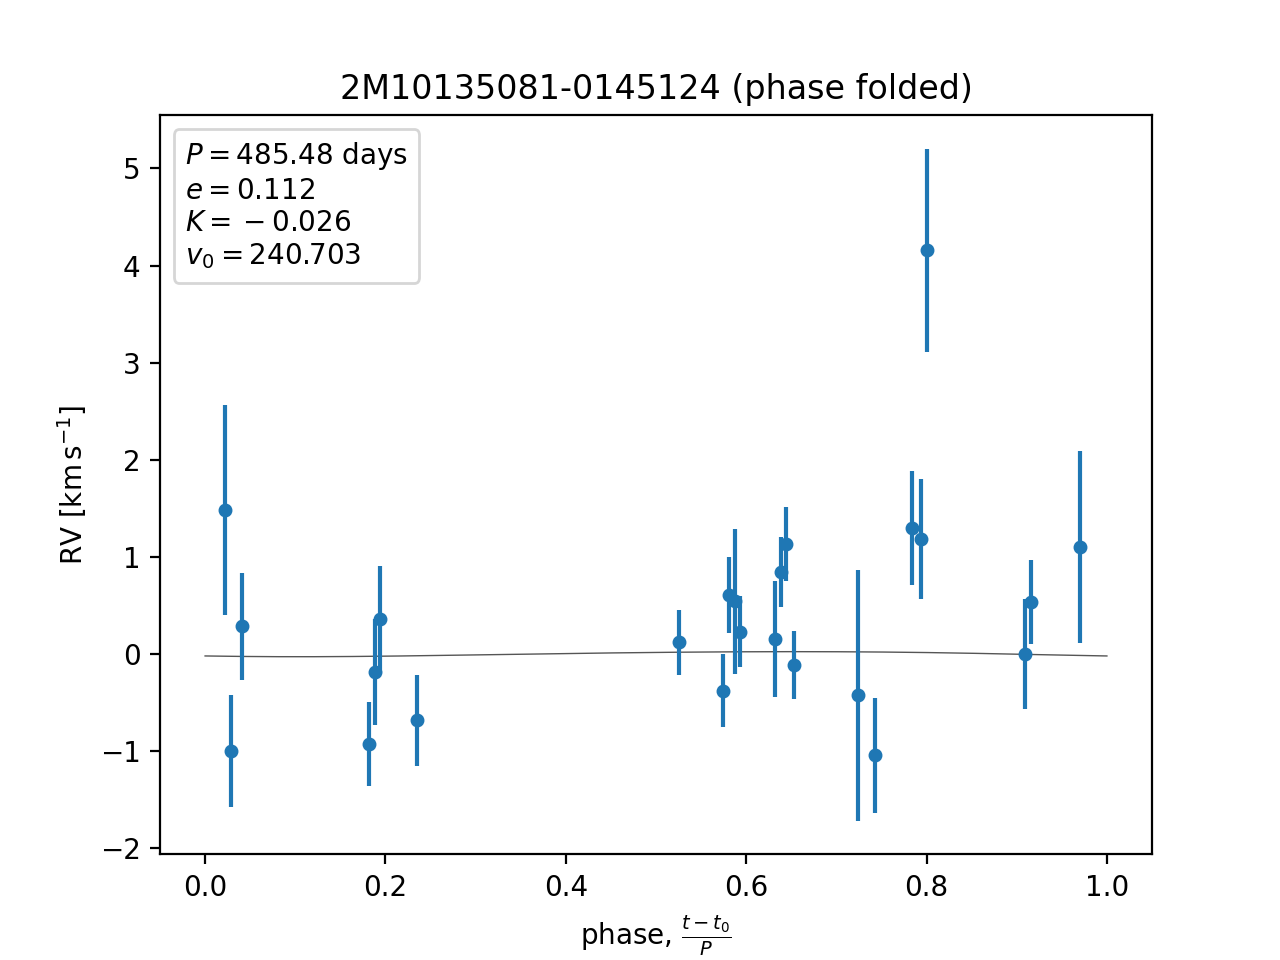 2M10135081-0145124 (phase folded)
P = 485.48 days
e = 0.112
K = −0.026
v₀ = 240.703
5
4
3
2
1
0
−1
−2
RV [km s⁻¹]
0.0 0.2 0.4 0.6 0.8 1.0
phase, (t − t₀)/P